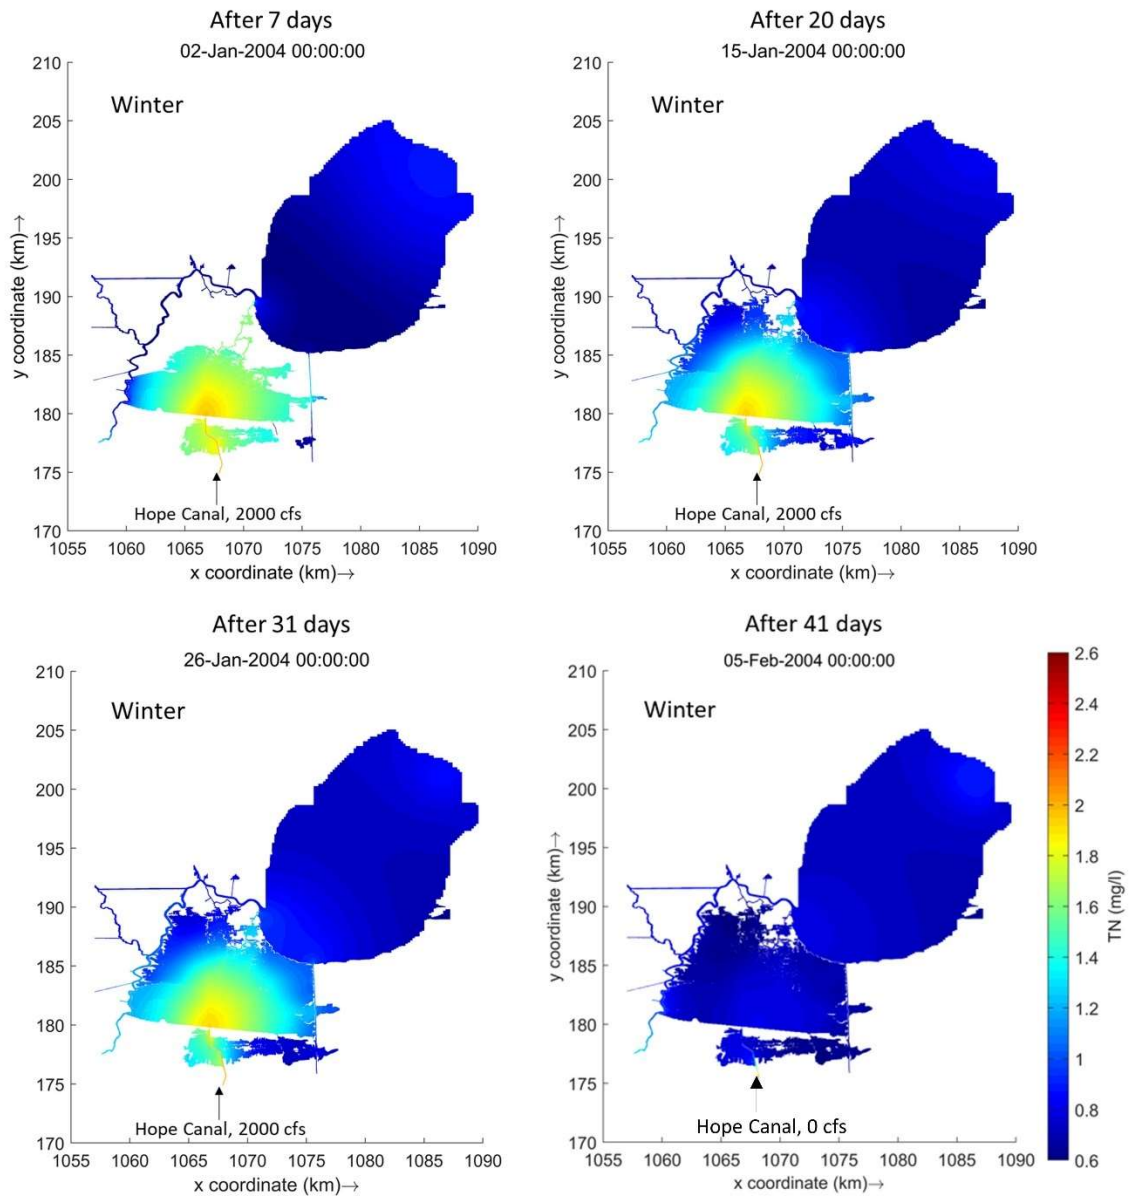 After 7 days
02-Jan-2004 00:00:00
210
205
200
195
190
185
180
175
170
y coordinate (km)→
Winter
Hope Canal, 2000 cfs
1055 1060 1065 1070 1075 1080 1085 1090
x coordinate (km)→
After 20 days
15-Jan-2004 00:00:00
210
205
200
195
190
185
180
175
170
y coordinate (km)→
Winter
Hope Canal, 2000 cfs
1055 1060 1065 1070 1075 1080 1085 1090
x coordinate (km)→
After 31 days
26-Jan-2004 00:00:00
210
205
200
195
190
185
180
175
170
y coordinate (km)→
Winter
Hope Canal, 2000 cfs
1055 1060 1065 1070 1075 1080 1085 1090
x coordinate (km)→
After 41 days
05-Feb-2004 00:00:00
210
205
200
195
190
185
180
175
170
y coordinate (km)→
Winter
Hope Canal, 0 cfs
1055 1060 1065 1070 1075 1080 1085 1090
x coordinate (km)→
2.6
2.4
2.2
2
1.8
1.6
1.4
1.2
1
0.8
0.6
TN (mg/l)